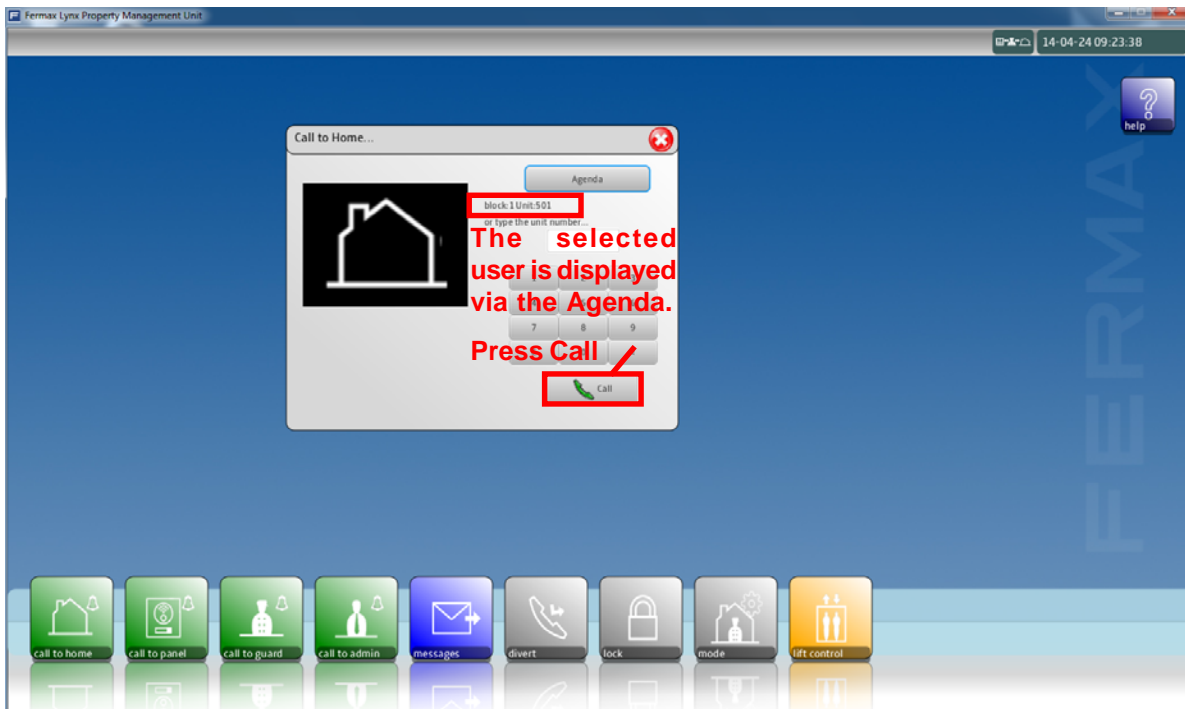 Fermax Lynx Property Management Unit
14-04-24 09:23:38
help
FERMAX
Call to Home...
Agenda
block:1 Unit:501
or type the unit number...
The selected
user is displayed
via the Agenda.
7 8 9
Press Call
Call
call to home call to panel call to guard call to admin messages divert lock mode lift control